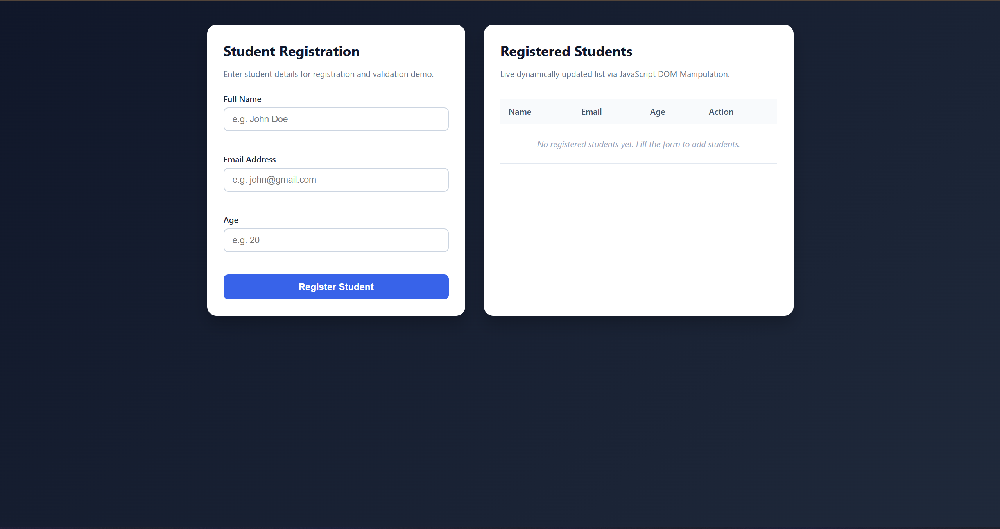 Student Registration
Enter student details for registration and validation demo.
Full Name
e.g. John Doe
Email Address
e.g. john@gmail.com
Age
e.g. 20
Register Student
Registered Students
Live dynamically updated list via JavaScript DOM Manipulation.
Name Email Age Action
No registered students yet. Fill the form to add students.